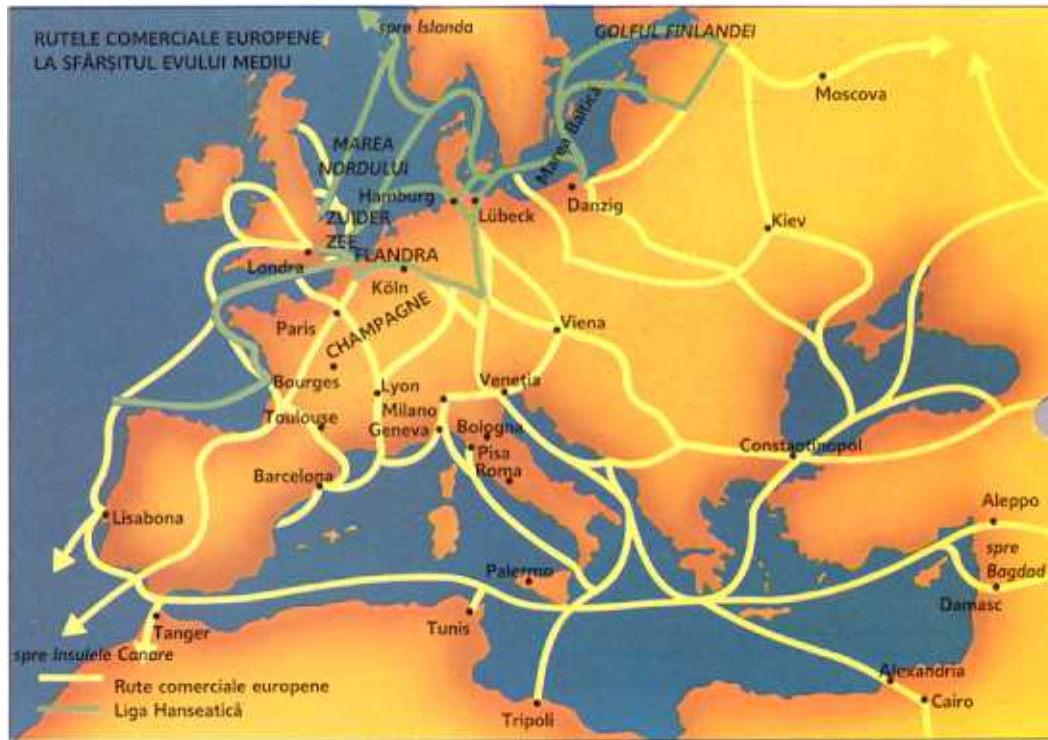 RUTELE COMERCIALE EUROPENE
LA SFÂRȘITUL EVULUI MEDIU
spre Islanda
GOLFUL FINLANDEI
Moscova
Marea Baltică
MAREA
NORDULUI
Hamburg
Lübeck
Danzig
Kiev
ZUIDER
ZEE
FLANDRA
Londra
Köln
Paris
CHAMPAGNE
Viena
Bourges
Lyon
Veneția
Milano
Toulouse
Geneva
Bologna
Pisa
Roma
Constantinopol
Barcelona
Lisabona
Aleppo
spre
Bagdad
Palermo
Damasc
Tanger
Tunis
spre Insulele Canare
Alexandria
Cairo
Tripoli
Rute comerciale europene
Liga Hanseatică